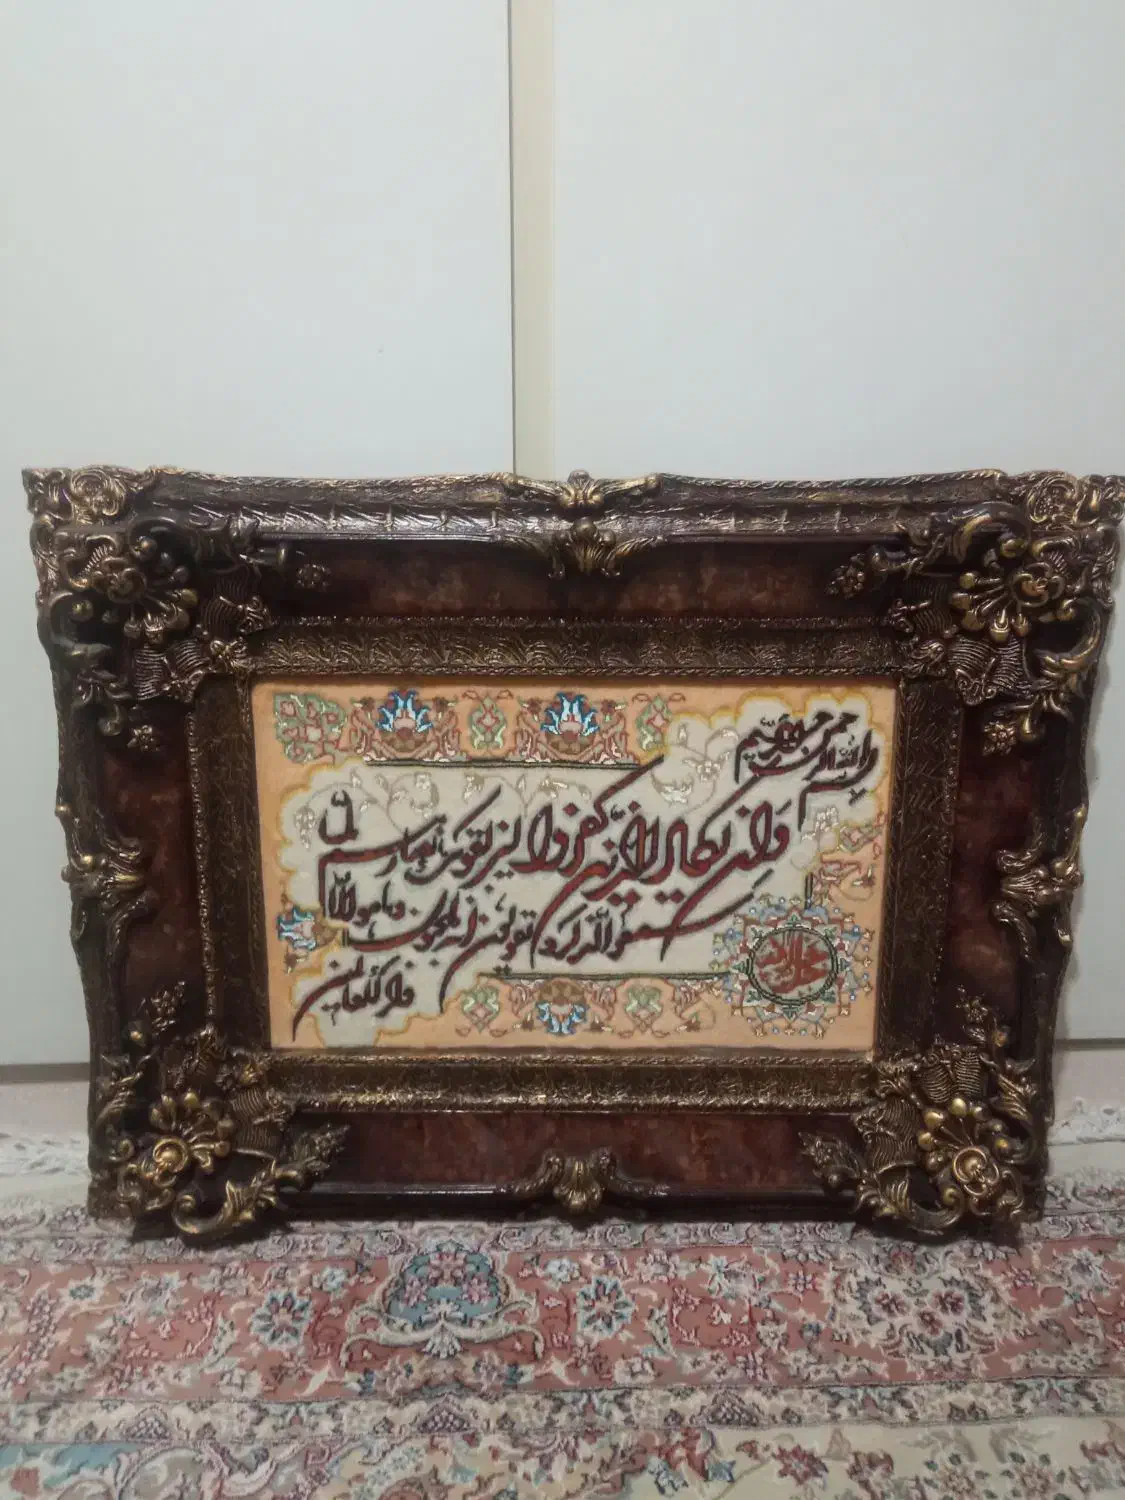 بسم الله الرحمن الرحیم
وان یکاد الذین کفروا لیزلقونک بابصارهم لما
سمعوا الذکر و یقولون انه لمجنون و ما هو الا
ذکر للعالمین